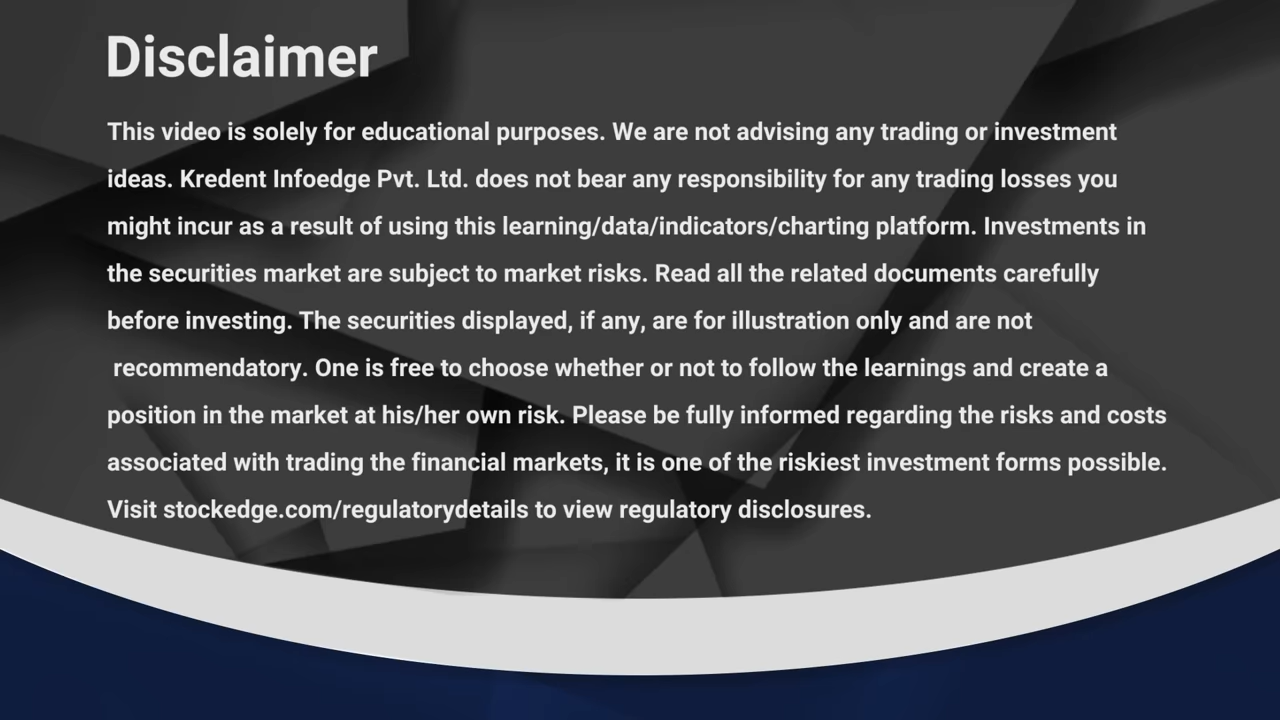 Disclaimer
This video is solely for educational purposes. We are not advising any trading or investment
ideas. Kredent Infoedge Pvt. Ltd. does not bear any responsibility for any trading losses you
might incur as a result of using this learning/data/indicators/charting platform. Investments in
the securities market are subject to market risks. Read all the related documents carefully
before investing. The securities displayed, if any, are for illustration only and are not
recommendatory. One is free to choose whether or not to follow the learnings and create a
position in the market at his/her own risk. Please be fully informed regarding the risks and costs
associated with trading the financial markets, it is one of the riskiest investment forms possible.
Visit stockedge.com/regulatorydetails to view regulatory disclosures.